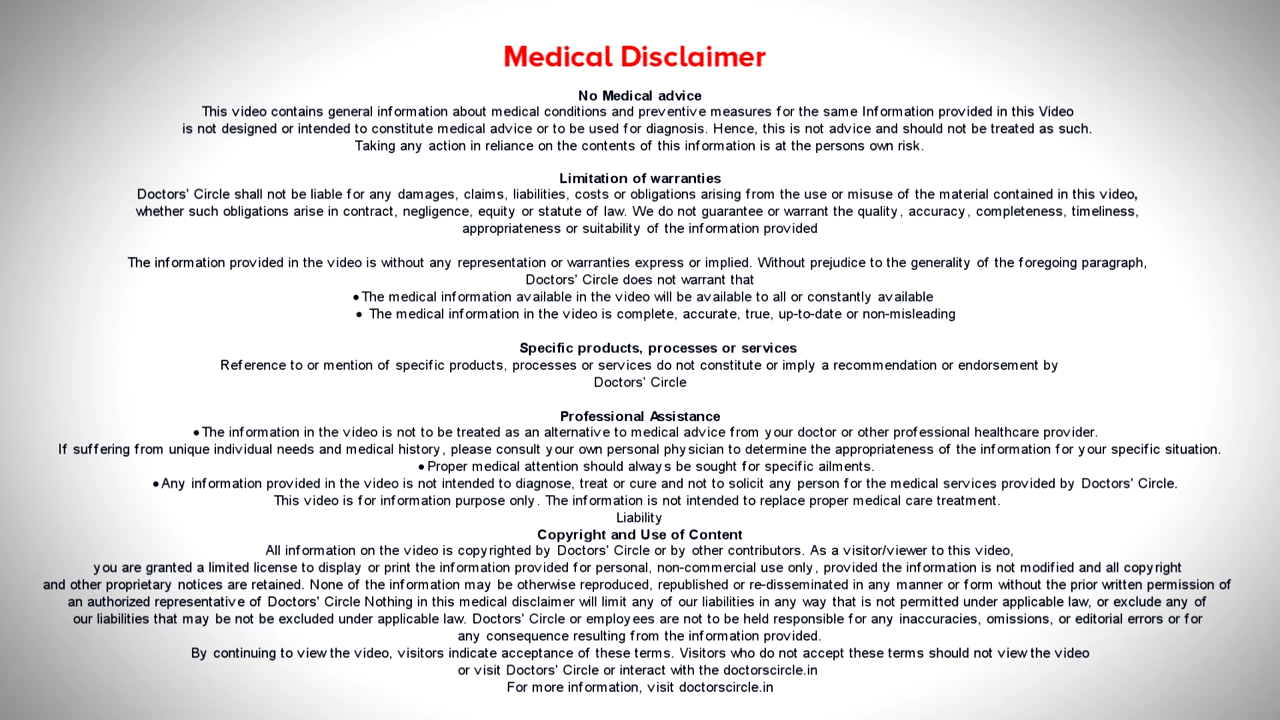 Medical Disclaimer
No Medical advice
This video contains general information about medical conditions and preventive measures for the same Information provided in this Video
is not designed or intended to constitute medical advice or to be used for diagnosis. Hence, this is not advice and should not be treated as such.
Taking any action in reliance on the contents of this information is at the persons own risk.
Limitation of warranties
Doctors' Circle shall not be liable for any damages, claims, liabilities, costs or obligations arising from the use or misuse of the material contained in this video,
whether such obligations arise in contract, negligence, equity or statute of law. We do not guarantee or warrant the quality, accuracy, completeness, timeliness,
appropriateness or suitability of the information provided
The information provided in the video is without any representation or warranties express or implied. Without prejudice to the generality of the foregoing paragraph,
Doctors' Circle does not warrant that
•The medical information available in the video will be available to all or constantly available
• The medical information in the video is complete, accurate, true, up-to-date or non-misleading
Specific products, processes or services
Reference to or mention of specific products, processes or services do not constitute or imply a recommendation or endorsement by
Doctors' Circle
Professional Assistance
•The information in the video is not to be treated as an alternative to medical advice from your doctor or other professional healthcare provider.
If suffering from unique individual needs and medical history, please consult your own personal physician to determine the appropriateness of the information for your specific situation.
•Proper medical attention should always be sought for specific ailments.
•Any information provided in the video is not intended to diagnose, treat or cure and not to solicit any person for the medical services provided by Doctors' Circle.
This video is for information purpose only. The information is not intended to replace proper medical care treatment.
Liability
Copyright and Use of Content
All information on the video is copyrighted by Doctors' Circle or by other contributors. As a visitor/viewer to this video,
you are granted a limited license to display or print the information provided for personal, non-commercial use only, provided the information is not modified and all copyright
and other proprietary notices are retained. None of the information may be otherwise reproduced, republished or re-disseminated in any manner or form without the prior written permission of
an authorized representative of Doctors' Circle Nothing in this medical disclaimer will limit any of our liabilities in any way that is not permitted under applicable law, or exclude any of
our liabilities that may be not be excluded under applicable law. Doctors' Circle or employees are not to be held responsible for any inaccuracies, omissions, or editorial errors or for
any consequence resulting from the information provided.
By continuing to view the video, visitors indicate acceptance of these terms. Visitors who do not accept these terms should not view the video
or visit Doctors' Circle or interact with the doctorscircle.in
For more information, visit doctorscircle.in